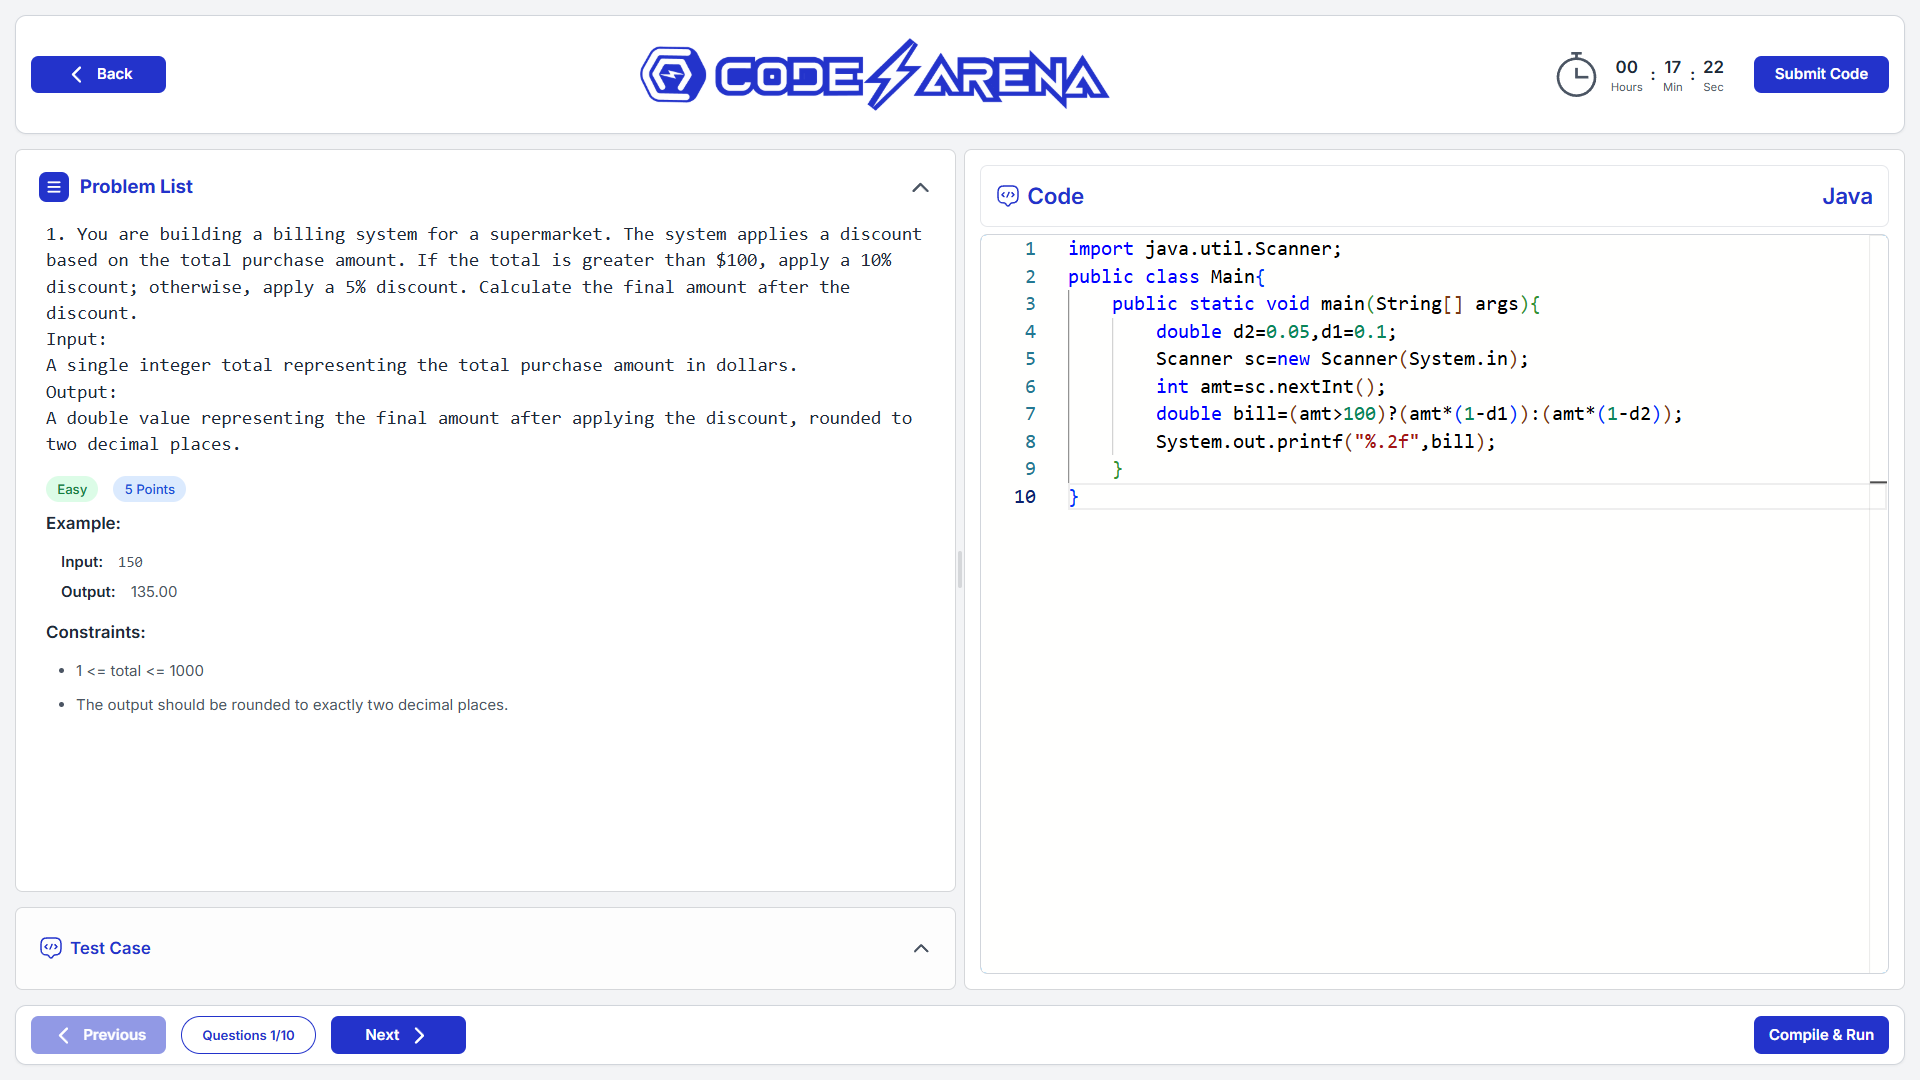 Back
CODE ARENA
00 : 17 : 22
Hours Min Sec
Submit Code
Problem List
1. You are building a billing system for a supermarket. The system applies a discount
based on the total purchase amount. If the total is greater than $100, apply a 10%
discount; otherwise, apply a 5% discount. Calculate the final amount after the
discount.
Input:
A single integer total representing the total purchase amount in dollars.
Output:
A double value representing the final amount after applying the discount, rounded to
two decimal places.
Easy 5 Points
Example:
Input: 150
Output: 135.00
Constraints:
• 1 <= total <= 1000
• The output should be rounded to exactly two decimal places.
Test Case
Code
Java
1 import java.util.Scanner;
2 public class Main{
3 public static void main(String[] args){
4 double d2=0.05,d1=0.1;
5 Scanner sc=new Scanner(System.in);
6 int amt=sc.nextInt();
7 double bill=(amt>100)?(amt*(1-d1)):(amt*(1-d2));
8 System.out.printf("%.2f",bill);
9 }
10 }
Previous
Questions 1/10
Next
Compile & Run